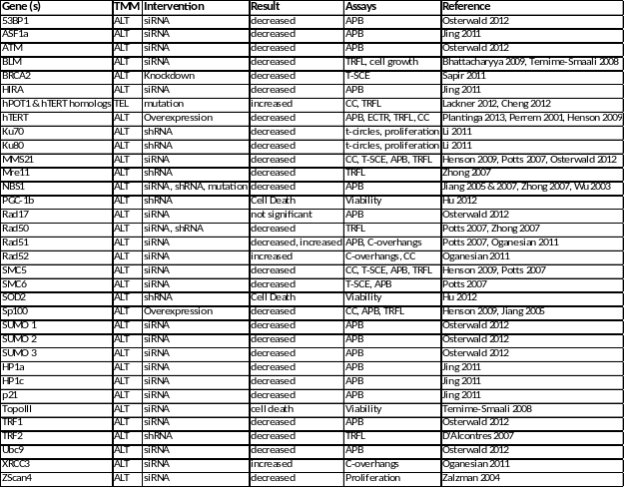 Gene (s) TMM Intervention Result Assays Reference
53BP1 ALT siRNA decreased APB Osterwald 2012
ASF1a ALT siRNA decreased APB Jing 2011
ATM ALT siRNA decreased APB Osterwald 2012
BLM ALT siRNA decreased TRFL, cell growth Bhattacharyya 2009, Temime-Smaali 2008
BRCA2 ALT Knockdown decreased T-SCE Sapir 2011
HIRA ALT siRNA decreased APB Jing 2011
hPOT1 & hTERT homologs TEL mutation increased CC, TRFL Lackner 2012, Cheng 2012
hTERT ALT Overexpression decreased APB, ECTR, TRFL, CC Plantinga 2013, Perrem 2001, Henson 2009
Ku70 ALT shRNA decreased t-circles, proliferation Li 2011
Ku80 ALT shRNA decreased t-circles, proliferation Li 2011
MMS21 ALT siRNA decreased CC, T-SCE, APB, TRFL Henson 2009, Potts 2007, Osterwald 2012
Mre11 ALT shRNA decreased TRFL Zhong 2007
NBS1 ALT siRNA, shRNA, mutation decreased APB Jiang 2005 & 2007, Zhong 2007, Wu 2003
PGC-1b ALT shRNA Cell Death Viability Hu 2012
Rad17 ALT siRNA not significant APB Osterwald 2012
Rad50 ALT siRNA, shRNA decreased TRFL Potts 2007, Zhong 2007
Rad51 ALT siRNA decreased, increased APB, C-overhangs Potts 2007, Oganesian 2011
Rad52 ALT siRNA increased C-overhangs, CC Oganesian 2011
SMC5 ALT siRNA decreased CC, T-SCE, APB, TRFL Henson 2009, Potts 2007
SMC6 ALT siRNA decreased T-SCE, APB Potts 2007
SOD2 ALT shRNA Cell Death Viability Hu 2012
Sp100 ALT Overexpression decreased CC, APB, TRFL Henson 2009, Jiang 2005
SUMO 1 ALT siRNA decreased APB Osterwald 2012
SUMO 2 ALT siRNA decreased APB Osterwald 2012
SUMO 3 ALT siRNA decreased APB Osterwald 2012
HP1a ALT siRNA decreased APB Jing 2011
HP1c ALT siRNA decreased APB Jing 2011
p21 ALT siRNA decreased APB Jing 2011
TopoIII ALT siRNA cell death Viability Temime-Smaali 2008
TRF1 ALT siRNA decreased APB Osterwald 2012
TRF2 ALT shRNA decreased TRFL D'Alcontres 2007
Ubc9 ALT siRNA decreased APB Osterwald 2012
XRCC3 ALT siRNA increased C-overhangs Oganesian 2011
ZScan4 ALT siRNA decreased Proliferation Zalzman 2004